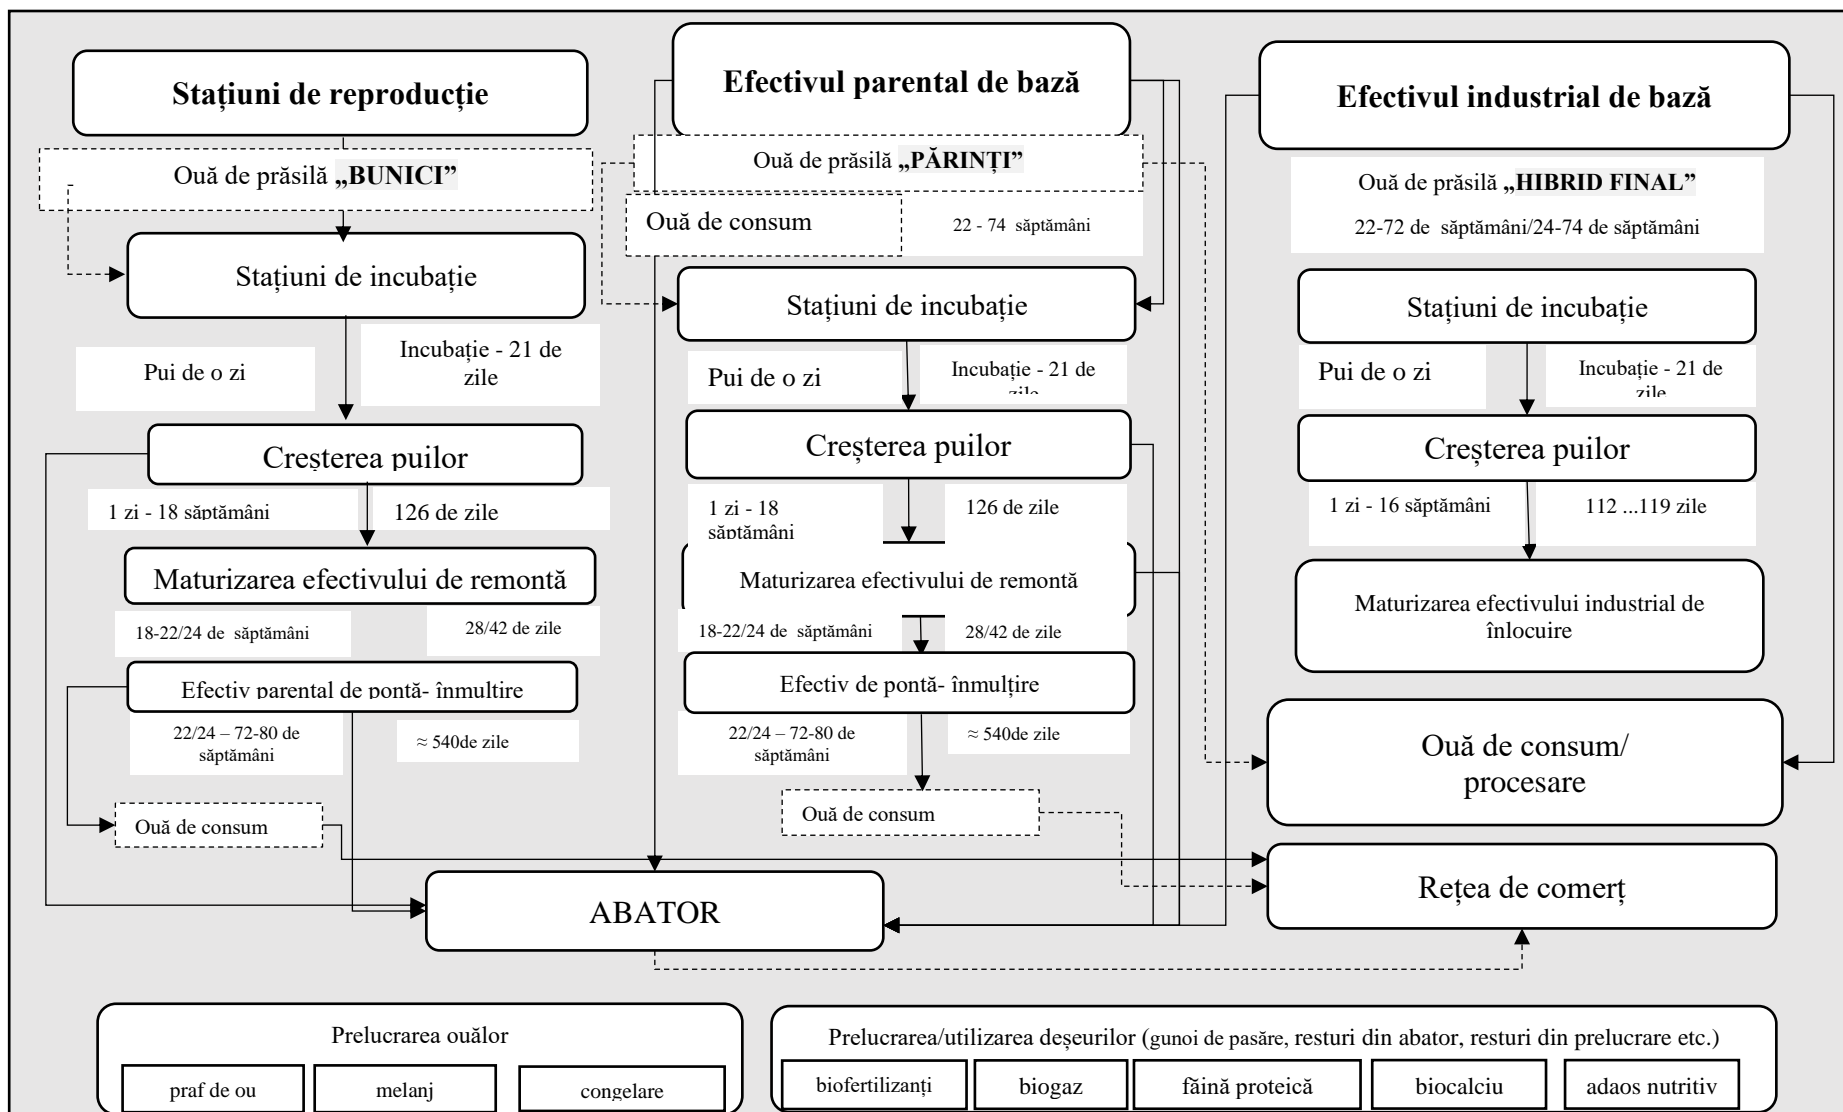 Stațiuni de reproducție
Ouă de prăsilă „BUNICI”
Stațiuni de incubație
Pui de o zi
Incubație - 21 de
zile
Creșterea puilor
1 zi - 18 săptămâni
126 de zile
Maturizarea efectivului de remontă
18-22/24 de săptămâni
28/42 de zile
Efectiv parental de pontă- înmulțire
22/24 – 72-80 de
săptămâni
≈ 540de zile
Ouă de consum
Efectivul parental de bază
Ouă de prăsilă „PĂRINȚI”
Ouă de consum
22 - 74 săptămâni
Stațiuni de incubație
Pui de o zi
Incubație - 21 de
zile
Creșterea puilor
1 zi - 18
săptămâni
126 de zile
Maturizarea efectivului de remontă
18-22/24 de săptămâni
28/42 de zile
Efectiv de pontă- înmulțire
22/24 – 72-80 de
săptămâni
≈ 540de zile
Ouă de consum
Efectivul industrial de bază
Ouă de prăsilă „HIBRID FINAL”
22-72 de săptămâni/24-74 de săptămâni
Stațiuni de incubație
Pui de o zi
Incubație - 21 de
zile
Creșterea puilor
1 zi - 16 săptămâni
112 ...119 zile
Maturizarea efectivului industrial de
înlocuire
Ouă de consum/
procesare
Rețea de comerț
ABATOR
Prelucrarea ouălor
praf de ou
melanj
congelare
Prelucrarea/utilizarea deșeurilor (gunoi de pasăre, resturi din abator, resturi din prelucrare etc.)
biofertilizanți
biogaz
făină proteică
biocalciu
adaos nutritiv